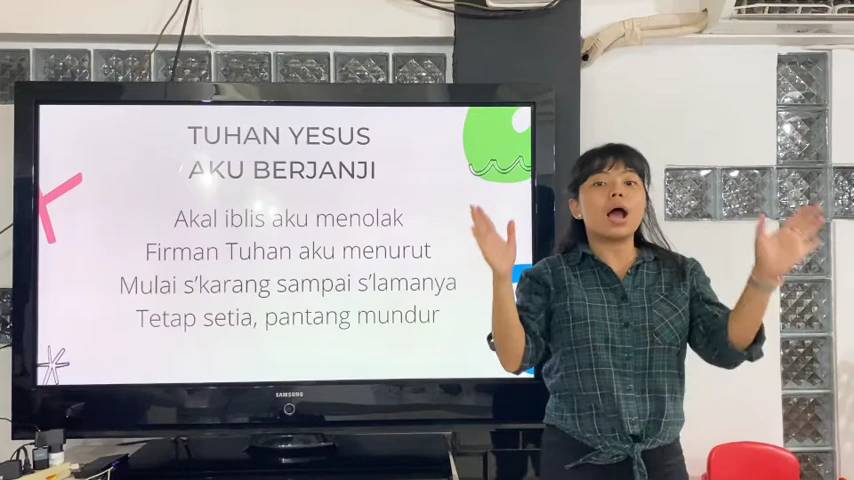 TUHAN YESUS
AKU BERJANJI
Akal iblis aku menolak
Firman Tuhan aku menurut
Mulai s'karang sampai s'lamanya
Tetap setia, pantang mundur
SAMSUNG